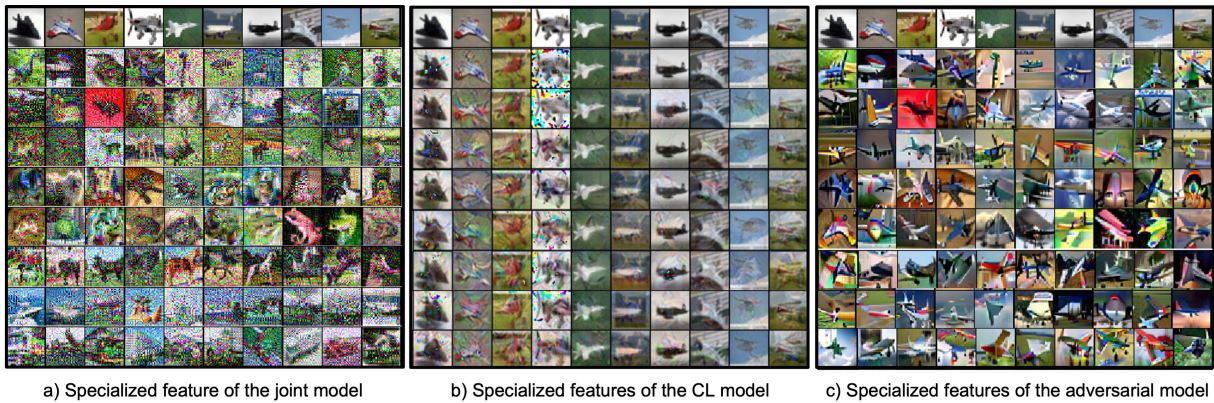 a) Specialized feature of the joint model
b) Specialized features of the CL model
c) Specialized features of the adversarial model